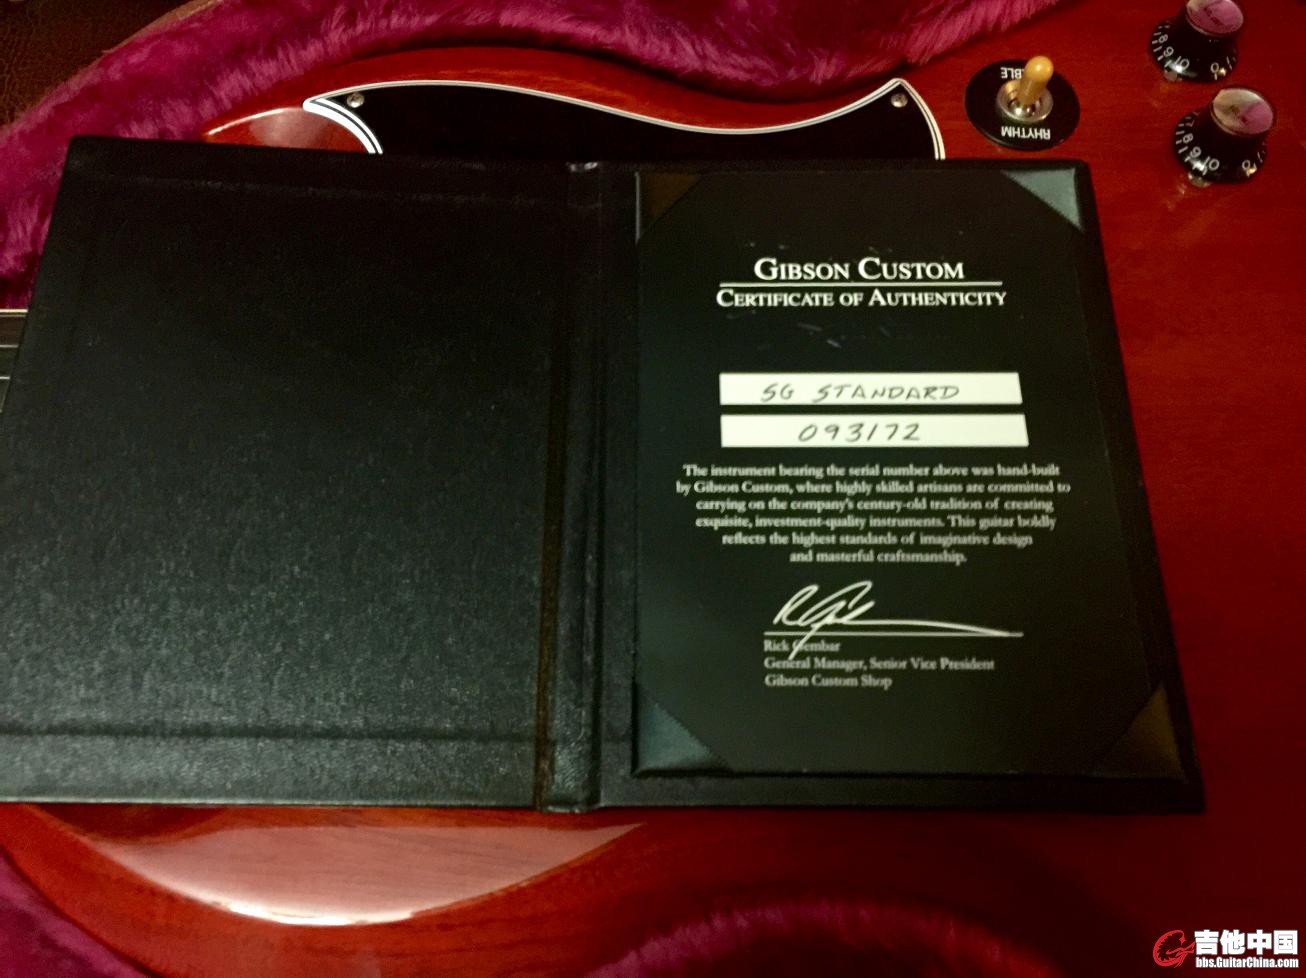 GIBSON CUSTOM
CERTIFICATE OF AUTHENTICITY
SG STANDARD
093172
The instrument bearing the serial number above was hand-built
by Gibson Custom, where highly skilled artisans are committed to
carrying on the company's century-old tradition of creating
exquisite, investment-quality instruments. This guitar boldly
reflects the highest standards of imaginative design
and masterful craftsmanship.
Rick Gembar
General Manager, Senior Vice President
Gibson Custom Shop
RHYTHM
吉他中国
bbs.GuitarChina.com